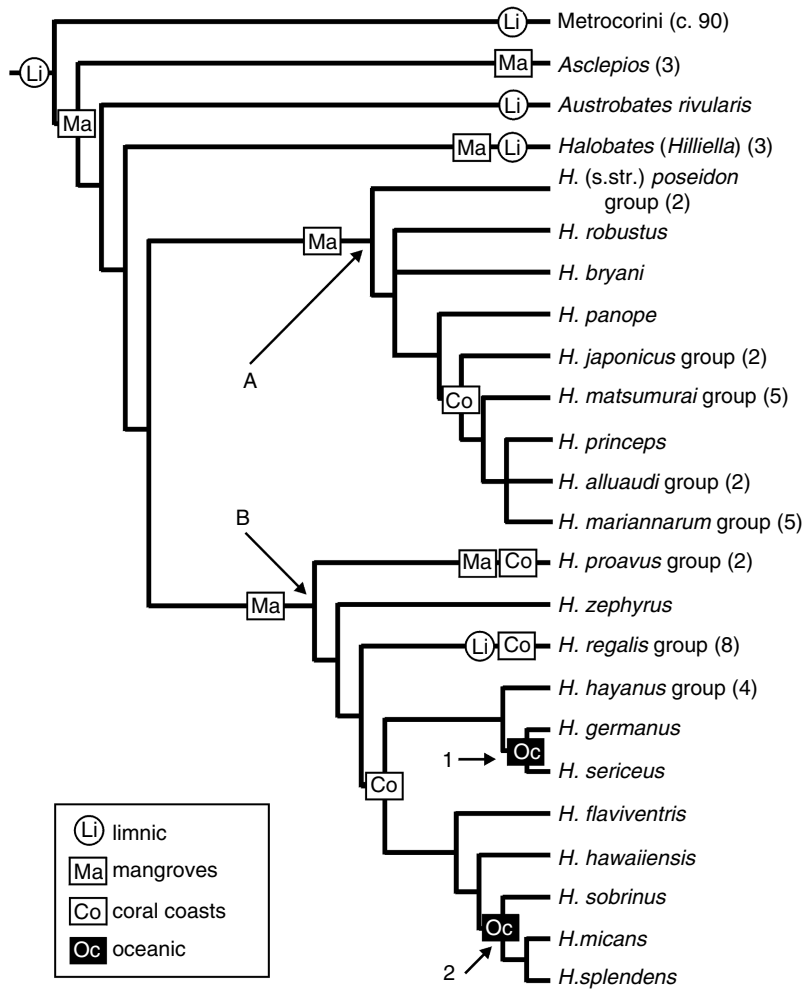 Li
Li
Metrocorini (c. 90)
Ma
Ma
Asclepios (3)
Li
Austrobates rivularis
Ma Li
Halobates (Hilliella) (3)
H. (s.str.) poseidon
group (2)
Ma
H. robustus
H. bryani
H. panope
A
H. japonicus group (2)
Co
H. matsumurai group (5)
H. princeps
H. alluaudi group (2)
H. mariannarum group (5)
B
Ma Co
H. proavus group (2)
Ma
H. zephyrus
Li Co
H. regalis group (8)
H. hayanus group (4)
H. germanus
1
Oc
H. sericeus
Co
H. flaviventris
H. hawaiiensis
H. sobrinus
Oc
H.micans
2
H.splendens
Li limnic
Ma mangroves
Co coral coasts
Oc oceanic